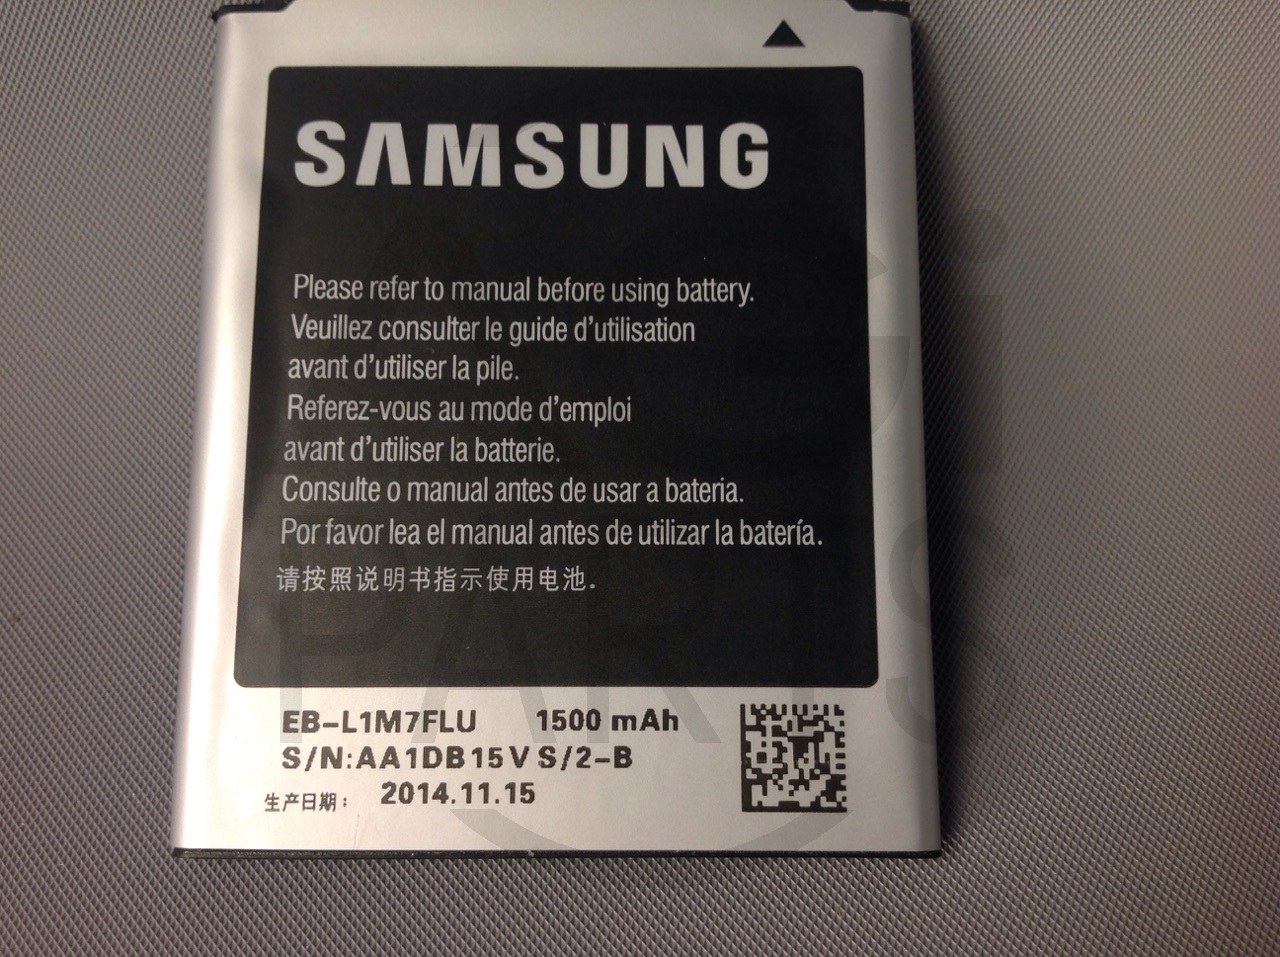 SAMSUNG
Please refer to manual before using battery.
Veuillez consulter le guide d'utilisation
avant d'utiliser la pile.
Referez-vous au mode d'emploi
avant d'utiliser la batterie.
Consulte o manual antes de usar a bateria.
Por favor lea el manual antes de utilizar la batería.
请按照说明书指示使用电池.
EB-L1M7FLU 1500 mAh
S/N:AA1DB15VS/2-B
生产日期: 2014.11.15
PARTS